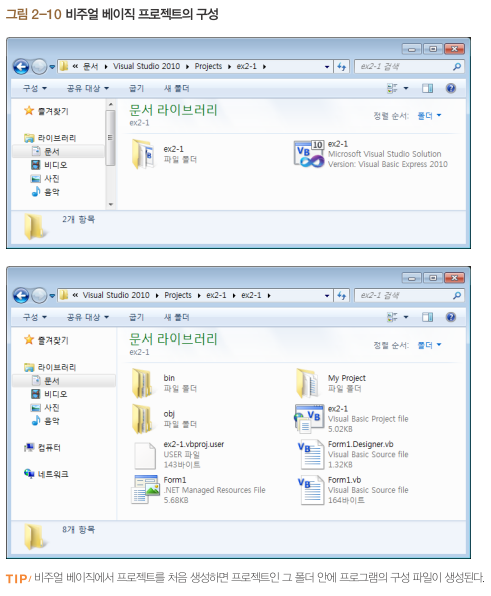 그림 2-10 비주얼 베이직 프로젝트의 구성
« 문서 ▸ Visual Studio 2010 ▸ Projects ▸ ex2-1 ▸
ex2-1 검색
구성 ▼ 공유 대상 ▼ 굽기 새 폴더
즐겨찾기
라이브러리
문서
비디오
사진
음악
문서 라이브러리
ex2-1
정렬 순서: 폴더 ▼
ex2-1
파일 폴더
ex2-1
Microsoft Visual Studio Solution
Version: Visual Basic Express 2010
2개 항목
« Visual Studio 2010 ▸ Projects ▸ ex2-1 ▸ ex2-1 ▸
ex2-1 검색
구성 ▼ 공유 대상 ▼ 굽기 새 폴더
즐겨찾기
라이브러리
문서
비디오
사진
음악
컴퓨터
네트워크
문서 라이브러리
ex2-1
정렬 순서: 폴더 ▼
bin
파일 폴더
My Project
파일 폴더
obj
파일 폴더
ex2-1
Visual Basic Project file
5.02KB
ex2-1.vbproj.user
USER 파일
143바이트
Form1.Designer.vb
Visual Basic Source file
1.32KB
Form1
.NET Managed Resources File
5.68KB
Form1.vb
Visual Basic Source file
164바이트
8개 항목
TIP/ 비주얼 베이직에서 프로젝트를 처음 생성하면 프로젝트인 그 폴더 안에 프로그램의 구성 파일이 생성된다.